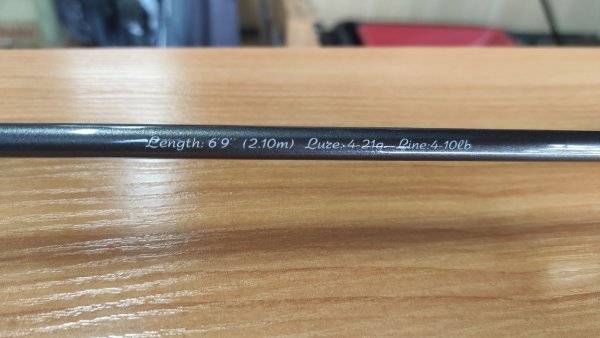 Length: 6'9" (2.10m) Lure: 4-21g Line: 4-10lb